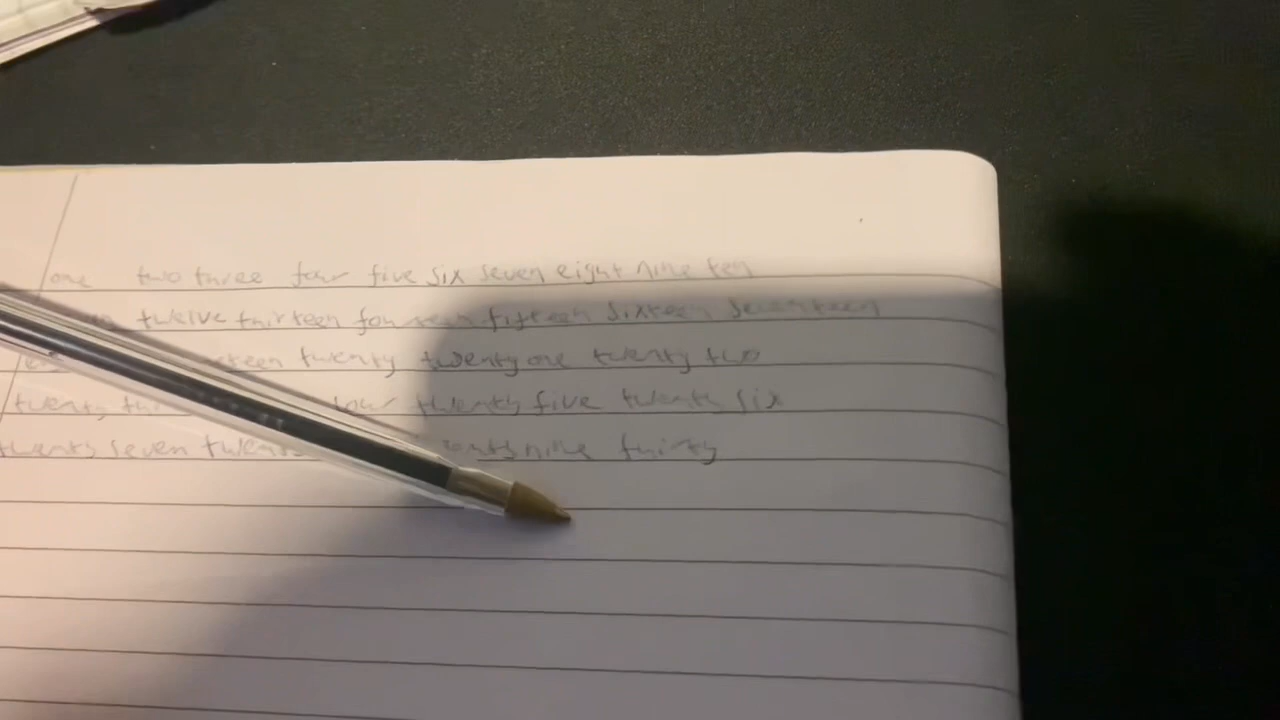 one two three four five six seven eight nine ten
twelve thirteen fourteen fifteen sixteen seventeen
twenty twenty one twenty two
twenty five twenty six
twenty seven nine thirty